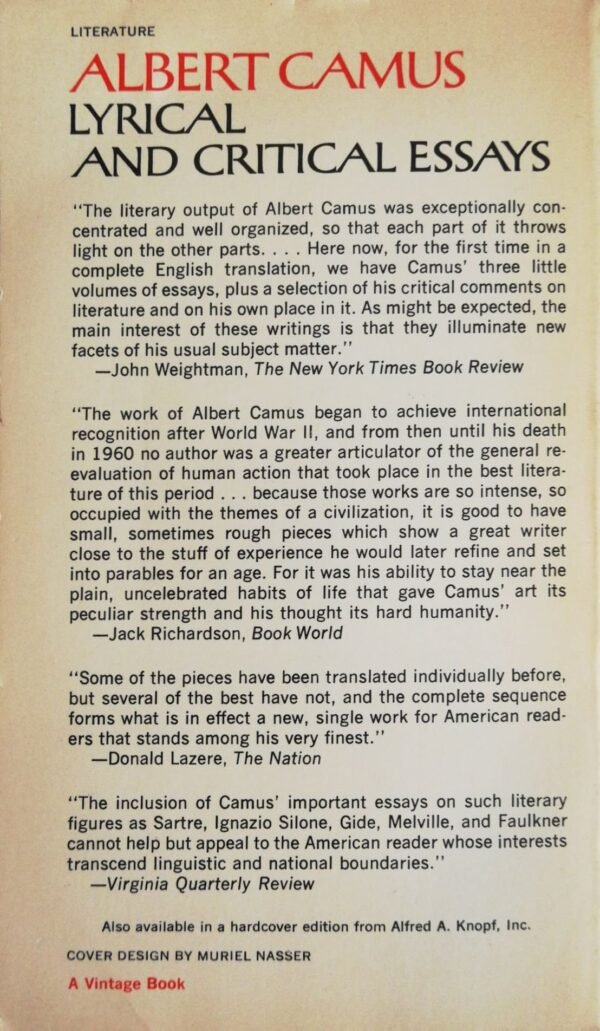 LITERATURE
ALBERT CAMUS
LYRICAL
AND CRITICAL ESSAYS
"The literary output of Albert Camus was exceptionally con-
centrated and well organized, so that each part of it throws
light on the other parts. . . . Here now, for the first time in a
complete English translation, we have Camus' three little
volumes of essays, plus a selection of his critical comments on
literature and on his own place in it. As might be expected, the
main interest of these writings is that they illuminate new
facets of his usual subject matter."
—John Weightman, The New York Times Book Review
"The work of Albert Camus began to achieve international
recognition after World War II, and from then until his death
in 1960 no author was a greater articulator of the general re-
evaluation of human action that took place in the best litera-
ture of this period . . . because those works are so intense, so
occupied with the themes of a civilization, it is good to have
small, sometimes rough pieces which show a great writer
close to the stuff of experience he would later refine and set
into parables for an age. For it was his ability to stay near the
plain, uncelebrated habits of life that gave Camus' art its
peculiar strength and his thought its hard humanity."
—Jack Richardson, Book World
"Some of the pieces have been translated individually before,
but several of the best have not, and the complete sequence
forms what is in effect a new, single work for American read-
ers that stands among his very finest."
—Donald Lazere, The Nation
"The inclusion of Camus' important essays on such literary
figures as Sartre, Ignazio Silone, Gide, Melville, and Faulkner
cannot help but appeal to the American reader whose interests
transcend linguistic and national boundaries."
—Virginia Quarterly Review
Also available in a hardcover edition from Alfred A. Knopf, Inc.
COVER DESIGN BY MURIEL NASSER
A Vintage Book